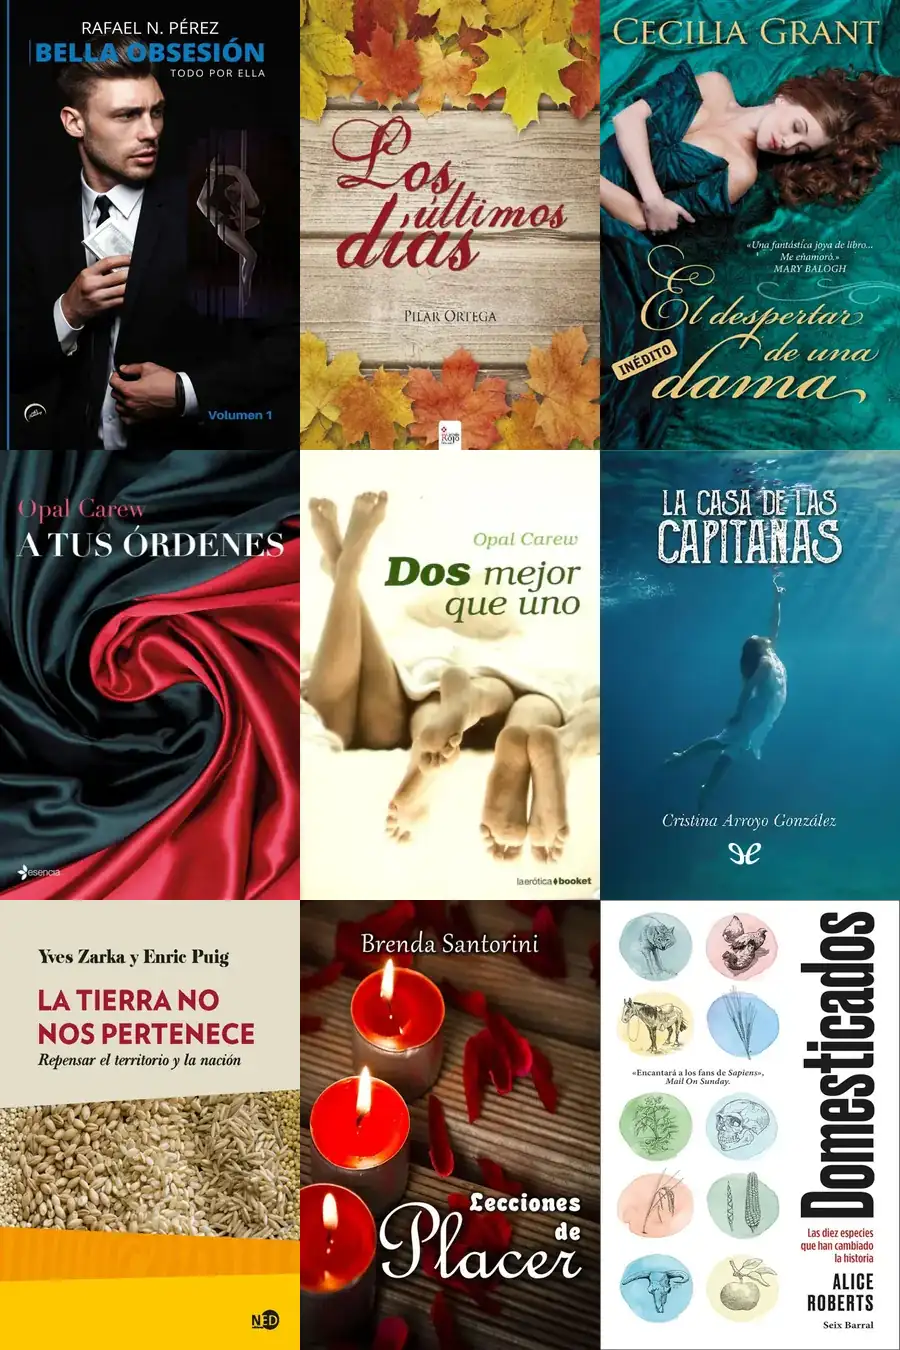 RAFAEL N. PÉREZ
BELLA OBSESIÓN
TODO POR ELLA
Volumen 1
Los
últimos
días
PILAR ORTEGA
ROJO
CECILIA GRANT
«Una fantástica joya de libro...
Me enamoró.»
MARY BALOGH
El despertar
de una
dama
INÉDITO
Opal Carew
A TUS ÓRDENES
esencia
Opal Carew
Dos mejor
que uno
laerótica booket
LA CASA DE LAS
CAPITANAS
Cristina Arroyo González
Yves Zarka y Enric Puig
LA TIERRA NO
NOS PERTENECE
Repensar el territorio y la nación
NED
Brenda Santorini
Lecciones
de
Placer
Domesticados
«Encantará a los fans de Sapiens»,
Mail On Sunday.
Las diez especies
que han cambiado
la historia
ALICE
ROBERTS
Seix Barral